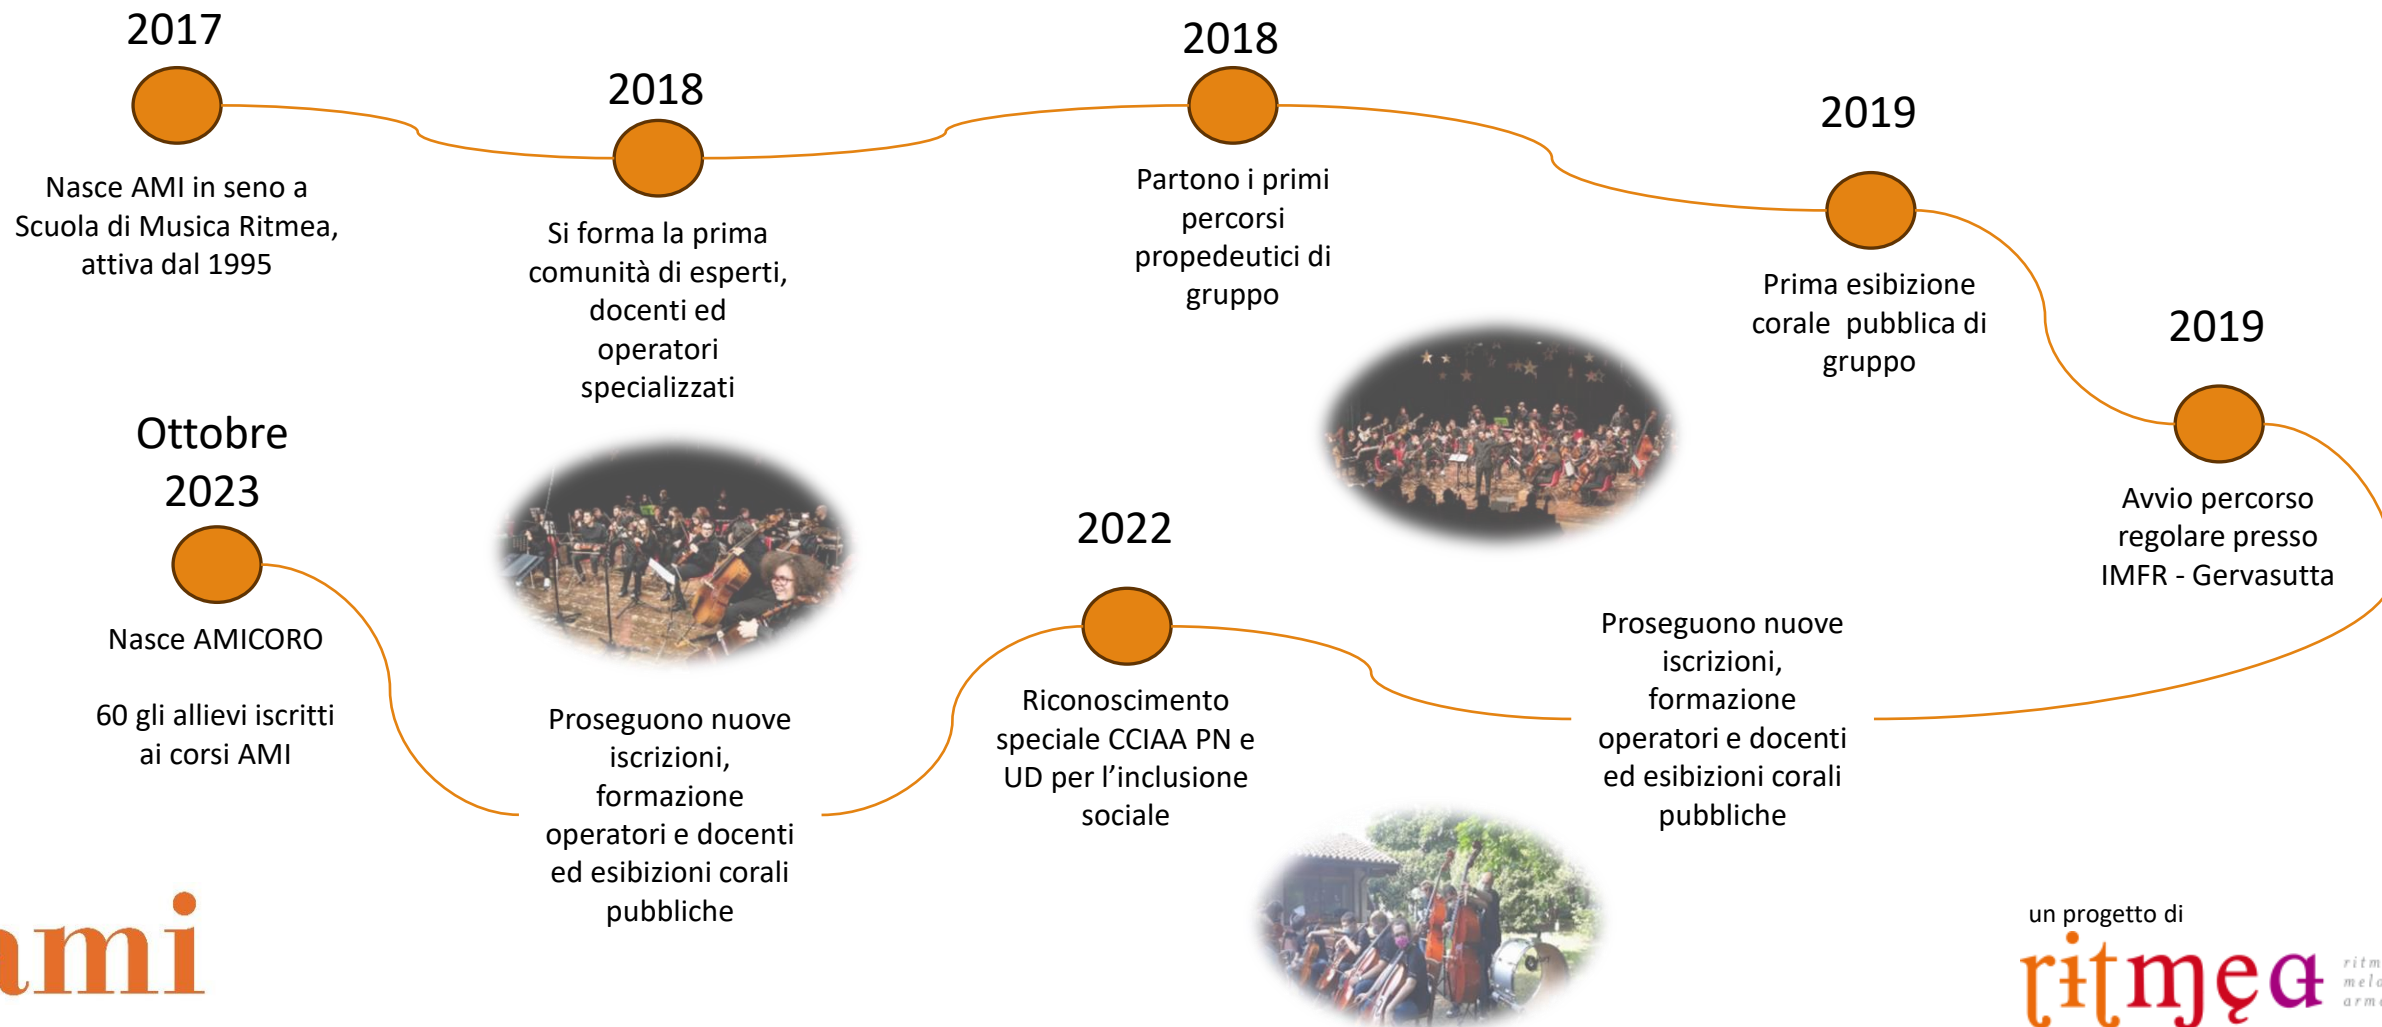 2017
Nasce AMI in seno a
Scuola di Musica Ritmea,
attiva dal 1995
2018
Si forma la prima
comunità di esperti,
docenti ed
operatori
specializzati
2018
Partono i primi
percorsi
propedeutici di
gruppo
2019
Prima esibizione
corale pubblica di
gruppo
2019
Avvio percorso
regolare presso
IMFR - Gervasutta
Proseguono nuove
iscrizioni,
formazione
operatori e docenti
ed esibizioni corali
pubbliche
2022
Riconoscimento
speciale CCIAA PN e
UD per l’inclusione
sociale
Proseguono nuove
iscrizioni,
formazione
operatori e docenti
ed esibizioni corali
pubbliche
Ottobre
2023
Nasce AMICORO
60 gli allievi iscritti
ai corsi AMI
ami
un progetto di
ritmea